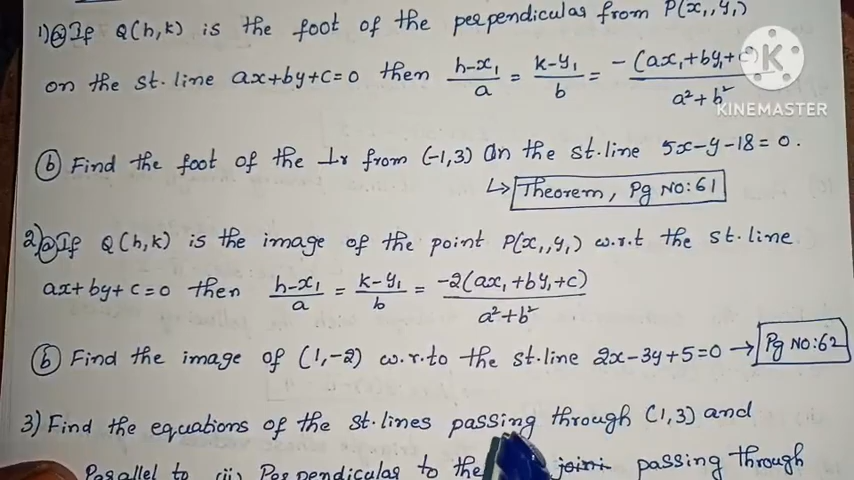 1) (a) If Q(h,k) is the foot of the perpendicular from P(x₁,y₁)
on the st.line ax+by+c=0 then (h-x₁)/a = (k-y₁)/b = -(ax₁+by₁+c)/(a²+b²)
K
KINEMASTER
(b) Find the foot of the ⊥r from (-1,3) on the st.line 5x-y-18=0.
↳ Theorem, Pg NO:61
2) (a) If Q(h,k) is the image of the point P(x₁,y₁) w.r.t the st.line
ax+by+c=0 then (h-x₁)/a = (k-y₁)/b = -2(ax₁+by₁+c)/(a²+b²)
(b) Find the image of (1,-2) w.r.to the st.line 2x-3y+5=0 → Pg NO:62
3) Find the equations of the st.lines passing through (1,3) and
Parallel to (ii) Perpendicular to the joini passing through